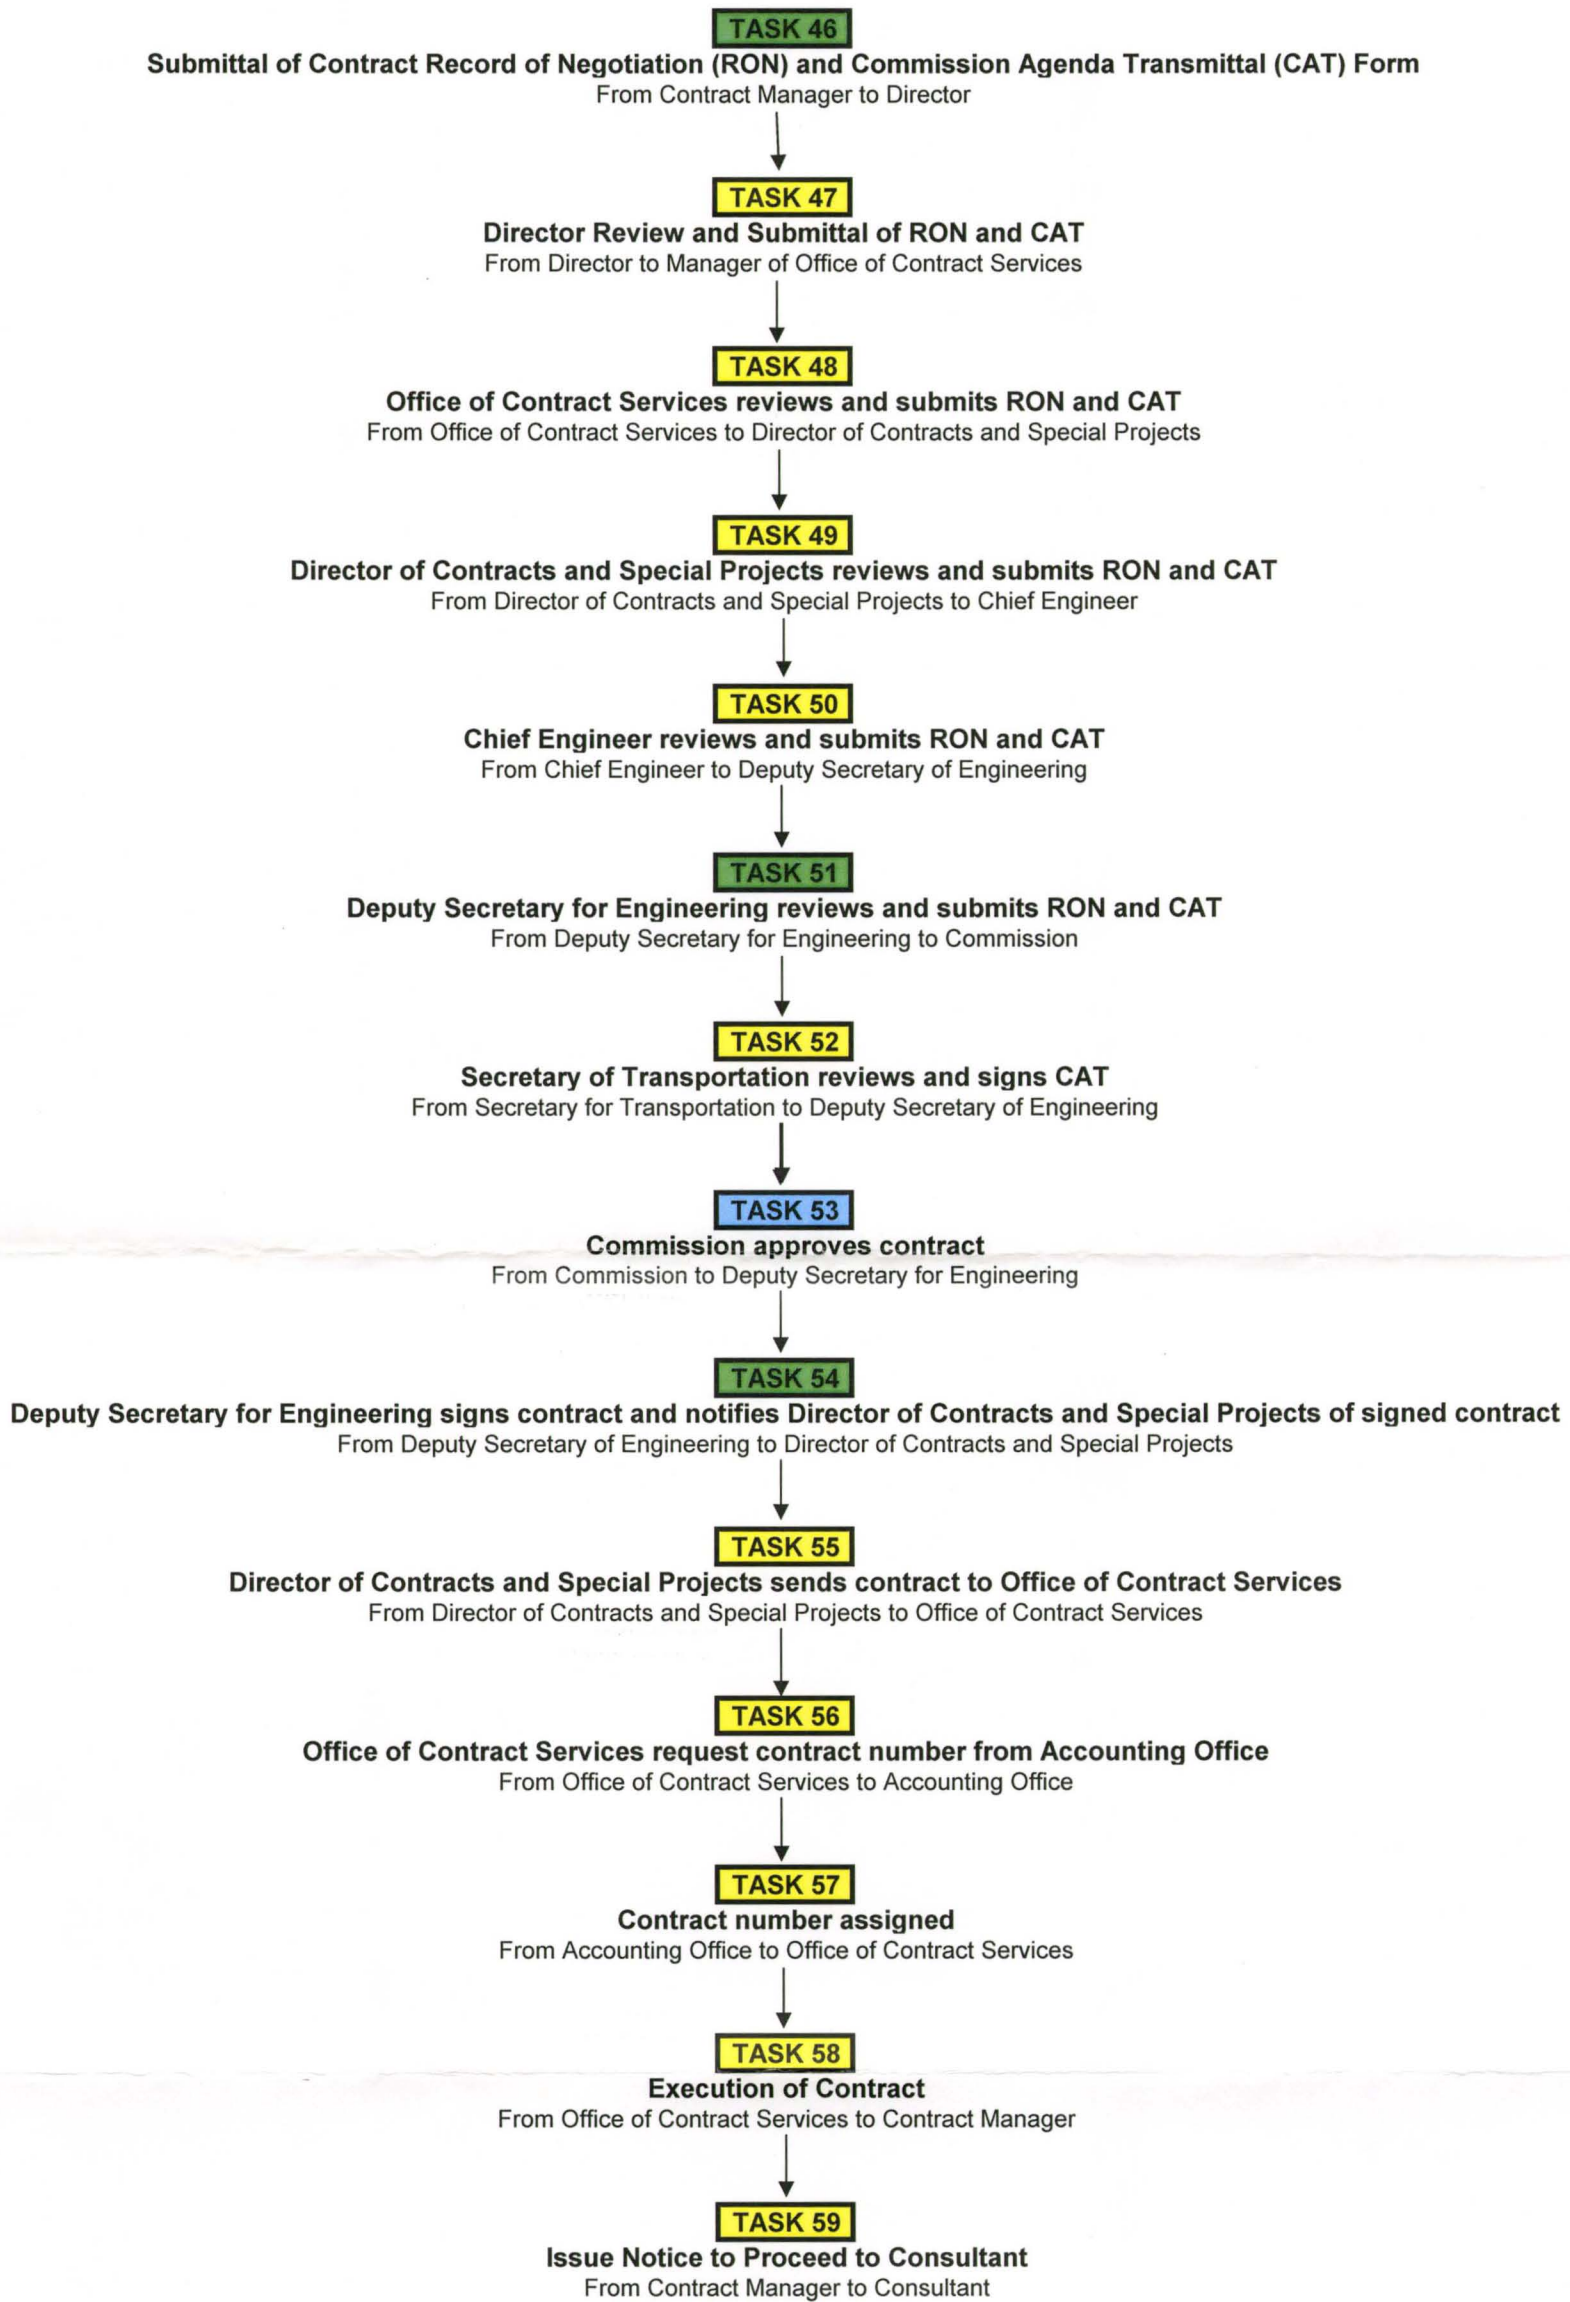 TASK 46
Submittal of Contract Record of Negotiation (RON) and Commission Agenda Transmittal (CAT) Form
From Contract Manager to Director
TASK 47
Director Review and Submittal of RON and CAT
From Director to Manager of Office of Contract Services
TASK 48
Office of Contract Services reviews and submits RON and CAT
From Office of Contract Services to Director of Contracts and Special Projects
TASK 49
Director of Contracts and Special Projects reviews and submits RON and CAT
From Director of Contracts and Special Projects to Chief Engineer
TASK 50
Chief Engineer reviews and submits RON and CAT
From Chief Engineer to Deputy Secretary of Engineering
TASK 51
Deputy Secretary for Engineering reviews and submits RON and CAT
From Deputy Secretary for Engineering to Commission
TASK 52
Secretary of Transportation reviews and signs CAT
From Secretary for Transportation to Deputy Secretary of Engineering
TASK 53
Commission approves contract
From Commission to Deputy Secretary for Engineering
TASK 54
Deputy Secretary for Engineering signs contract and notifies Director of Contracts and Special Projects of signed contract
From Deputy Secretary of Engineering to Director of Contracts and Special Projects
TASK 55
Director of Contracts and Special Projects sends contract to Office of Contract Services
From Director of Contracts and Special Projects to Office of Contract Services
TASK 56
Office of Contract Services request contract number from Accounting Office
From Office of Contract Services to Accounting Office
TASK 57
Contract number assigned
From Accounting Office to Office of Contract Services
TASK 58
Execution of Contract
From Office of Contract Services to Contract Manager
TASK 59
Issue Notice to Proceed to Consultant
From Contract Manager to Consultant